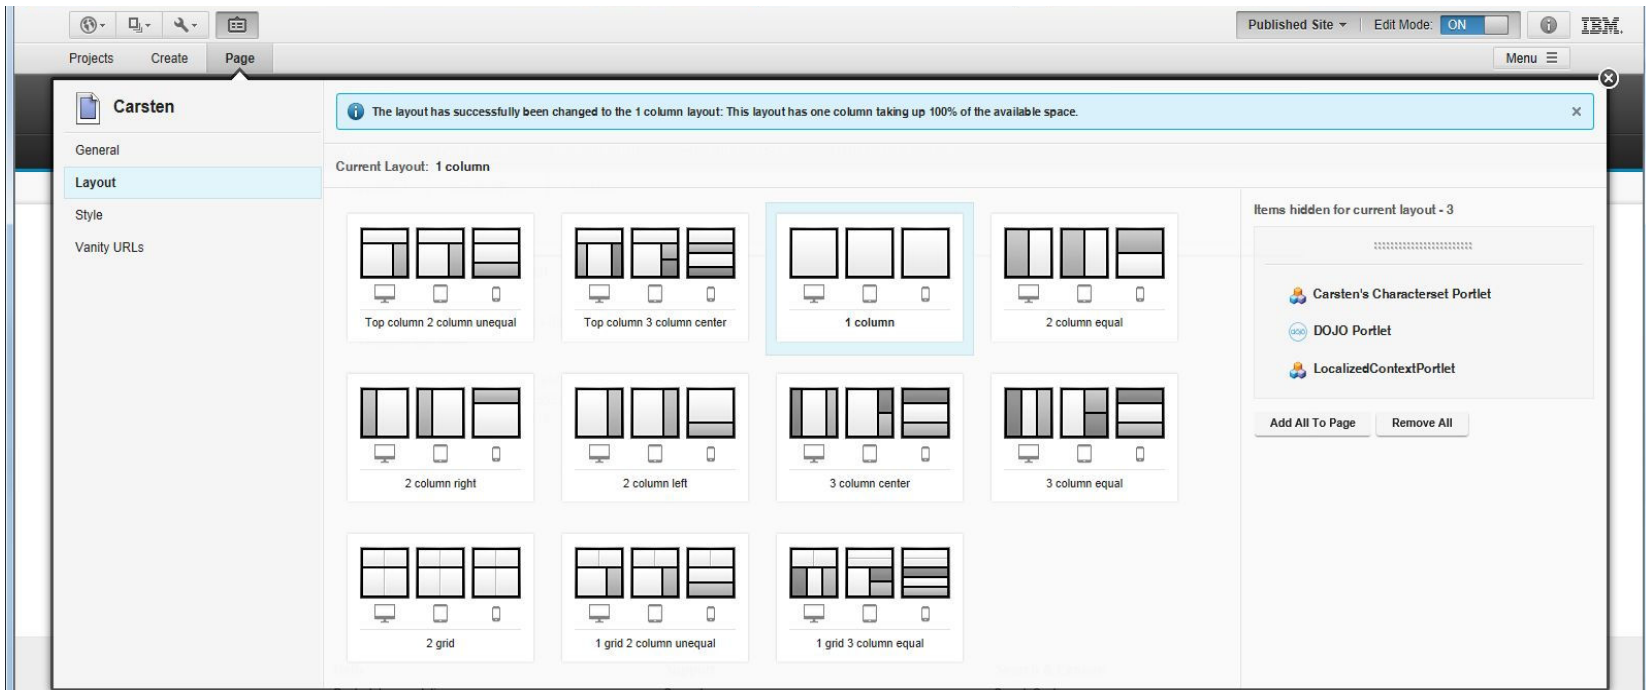 Published Site
Edit Mode:
ON
IBM.
Projects
Create
Page
Menu
Carsten
The layout has successfully been changed to the 1 column layout: This layout has one column taking up 100% of the available space.
General
Layout
Style
Vanity URLs
Current Layout: 1 column
Top column 2 column unequal
Top column 3 column center
1 column
2 column equal
2 column right
2 column left
3 column center
3 column equal
2 grid
1 grid 2 column unequal
1 grid 3 column equal
Items hidden for current layout - 3
Carsten's Characterset Portlet
dojo
DOJO Portlet
LocalizedContextPortlet
Add All To Page
Remove All